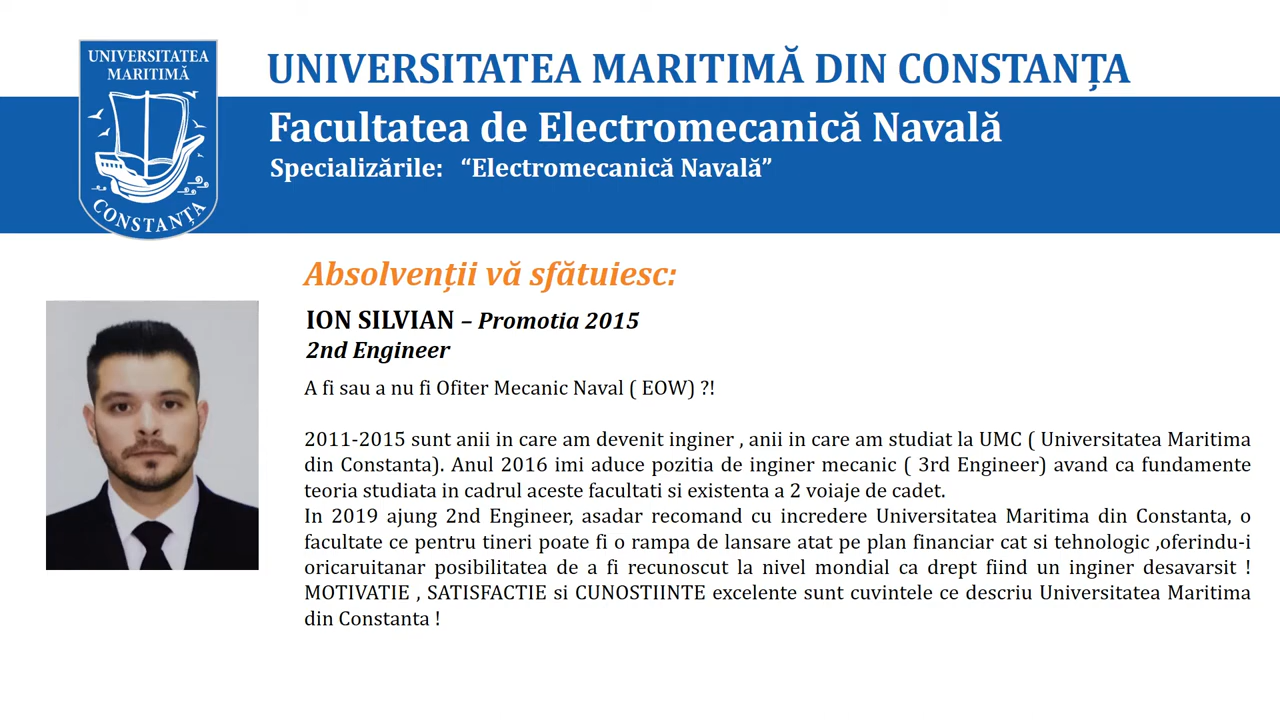 UNIVERSITATEA
MARITIMĂ
CONSTANȚA
UNIVERSITATEA MARITIMĂ DIN CONSTANȚA
Facultatea de Electromecanică Navală
Specializările: “Electromecanică Navală”
Absolvenții vă sfătuiesc:
ION SILVIAN – Promotia 2015
2nd Engineer
A fi sau a nu fi Ofiter Mecanic Naval ( EOW) ?!
2011-2015 sunt anii in care am devenit inginer , anii in care am studiat la UMC ( Universitatea Maritima
din Constanta). Anul 2016 imi aduce pozitia de inginer mecanic ( 3rd Engineer) avand ca fundamente
teoria studiata in cadrul aceste facultati si existenta a 2 voiaje de cadet.
In 2019 ajung 2nd Engineer, asadar recomand cu incredere Universitatea Maritima din Constanta, o
facultate ce pentru tineri poate fi o rampa de lansare atat pe plan financiar cat si tehnologic ,oferindu-i
oricaruitanar posibilitatea de a fi recunoscut la nivel mondial ca drept fiind un inginer desavarsit !
MOTIVATIE , SATISFACTIE si CUNOSTIINTE excelente sunt cuvintele ce descriu Universitatea Maritima
din Constanta !